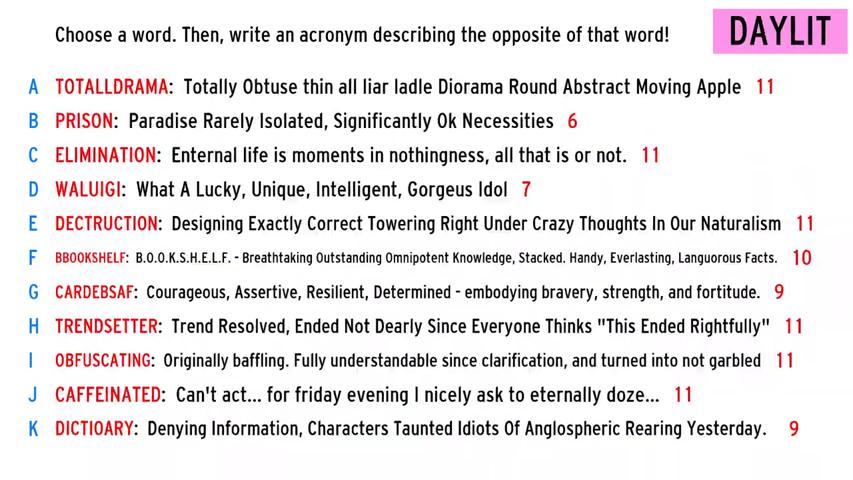 Choose a word. Then, write an acronym describing the opposite of that word!
DAYLIT
A TOTALLDRAMA: Totally Obtuse thin all liar ladle Diorama Round Abstract Moving Apple 11
B PRISON: Paradise Rarely Isolated, Significantly Ok Necessities 6
C ELIMINATION: Enternal life is moments in nothingness, all that is or not. 11
D WALUIGI: What A Lucky, Unique, Intelligent, Gorgeus Idol 7
E DECTRUCTION: Designing Exactly Correct Towering Right Under Crazy Thoughts In Our Naturalism 11
F BBOOKSHELF: B.O.O.K.S.H.E.L.F. - Breathtaking Outstanding Omnipotent Knowledge, Stacked. Handy, Everlasting, Languorous Facts. 10
G CARDEBSAF: Courageous, Assertive, Resilient, Determined - embodying bravery, strength, and fortitude. 9
H TRENDSETTER: Trend Resolved, Ended Not Dearly Since Everyone Thinks "This Ended Rightfully" 11
I OBFUSCATING: Originally baffling. Fully understandable since clarification, and turned into not garbled 11
J CAFFEINATED: Can't act... for friday evening I nicely ask to eternally doze... 11
K DICTIOARY: Denying Information, Characters Taunted Idiots Of Anglospheric Rearing Yesterday. 9